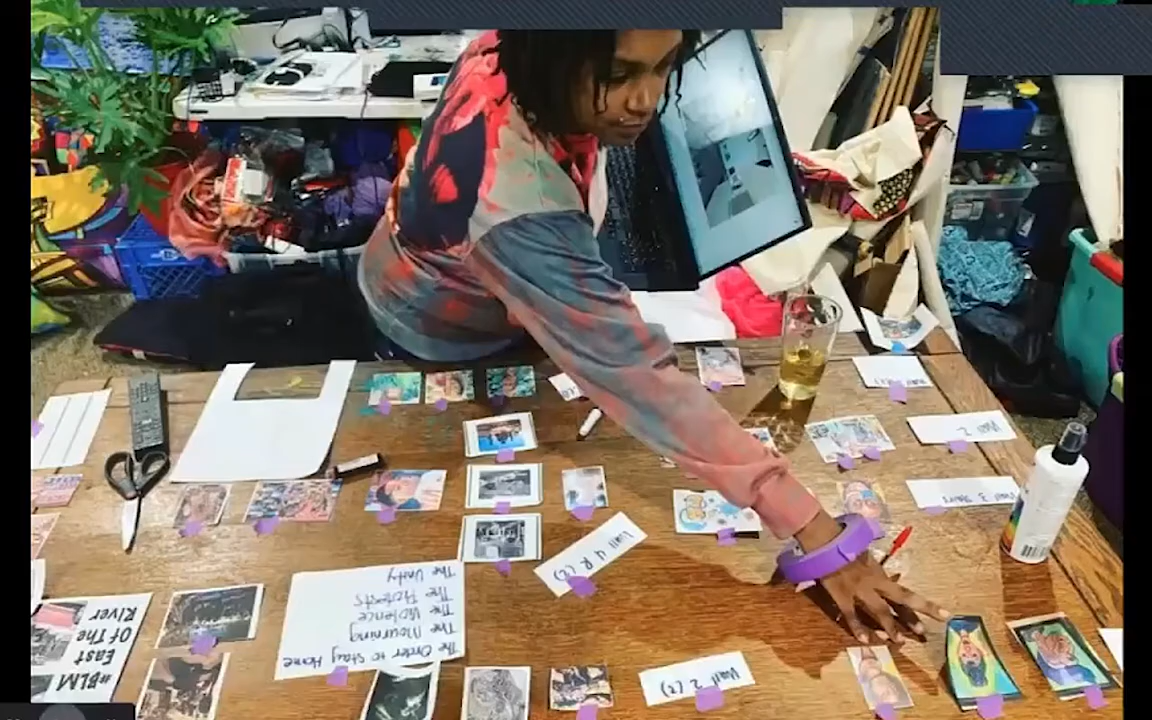 Wall 2
Wall 3 Stairs
Wall 4 R (2)
The Order to Stay Home
The Mourning
The Violence
The Protests
The Unity
#BLM
East
Of The
River
Wall 2 (2)